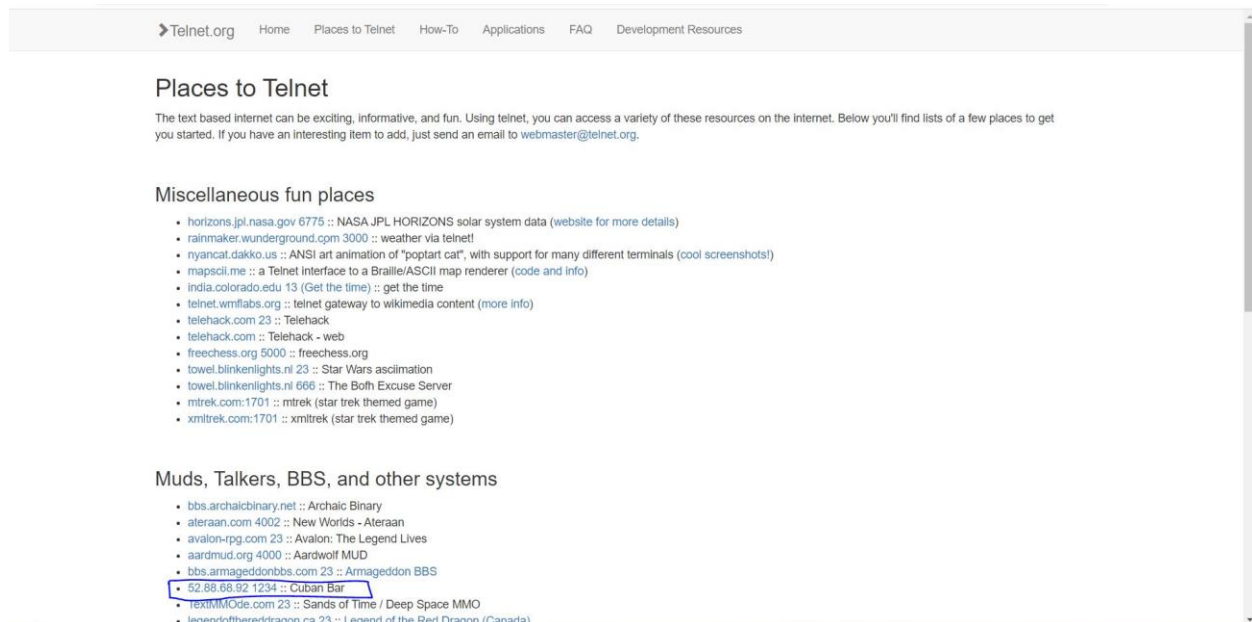 Telnet.org Home Places to Telnet How-To Applications FAQ Development Resources
Places to Telnet
The text based internet can be exciting, informative, and fun. Using telnet, you can access a variety of these resources on the internet. Below you'll find lists of a few places to get
you started. If you have an interesting item to add, just send an email to webmaster@telnet.org.
Miscellaneous fun places
horizons.jpl.nasa.gov 6775 :: NASA JPL HORIZONS solar system data (website for more details)
rainmaker.wunderground.com 3000 :: weather via telnet!
nyancat.dakko.us :: ANSI art animation of "poptart cat", with support for many different terminals (cool screenshots!)
mapscii.me :: a Telnet interface to a Braille/ASCII map renderer (code and info)
india.colorado.edu 13 (Get the time) :: get the time
telnet.wmflabs.org :: telnet gateway to wikimedia content (more info)
telehack.com 23 :: Telehack
telehack.com :: Telehack - web
freechess.org 5000 :: freechess.org
towel.blinkenlights.nl 23 :: Star Wars asciimation
towel.blinkenlights.nl 666 :: The Bofh Excuse Server
mtrek.com:1701 :: mtrek (star trek themed game)
xmltrek.com:1701 :: xmltrek (star trek themed game)
Muds, Talkers, BBS, and other systems
bbs.archaicbinary.net :: Archaic Binary
ateraan.com 4002 :: New Worlds - Ateraan
avalon-rpg.com 23 :: Avalon: The Legend Lives
aardmud.org 4000 :: Aardwolf MUD
bbs.armageddonbbs.com 23 :: Armageddon BBS
52.88.68.92 1234 :: Cuban Bar
TextMMOde.com 23 :: Sands of Time / Deep Space MMO
legendofthereddragon.ca 23 :: Legend of the Red Dragon (Canada)